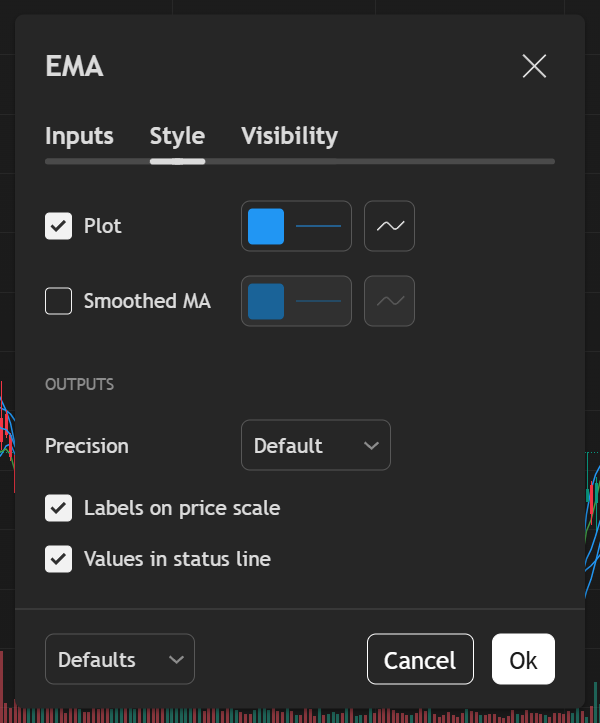 EMA
Inputs Style Visibility
Plot
Smoothed MA
OUTPUTS
Precision Default
Labels on price scale
Values in status line
Defaults Cancel Ok